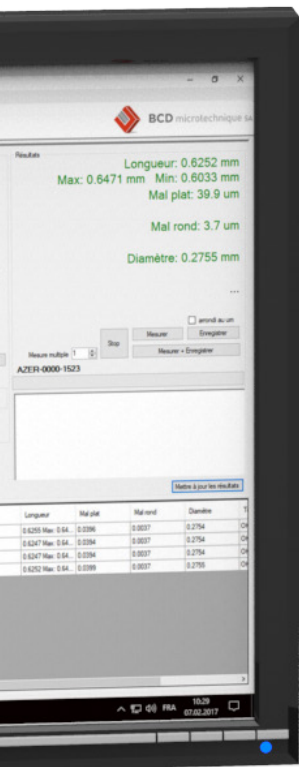 BCD microtechnique SA
Résultats
Longueur: 0.6252 mm
Max: 0.6471 mm Min: 0.6033 mm
Mal plat: 39.9 um
Mal rond: 3.7 um
Diamètre: 0.2755 mm
...
arrondi au um
Mesure multiple 1 Stop Mesurer Enregistrer
Mesurer + Enregistrer
AZER-0000-1523
Mettre à jour les résultats
Longueur Mal plat Mal rond Diamètre
0.6255 Max: 0.64... 0.0396 0.0037 0.2754
0.6247 Max: 0.64... 0.0394 0.0037 0.2754
0.6247 Max: 0.64... 0.0394 0.0037 0.2754
0.6252 Max: 0.64... 0.0399 0.0037 0.2755
FRA 10:29
07.02.2017